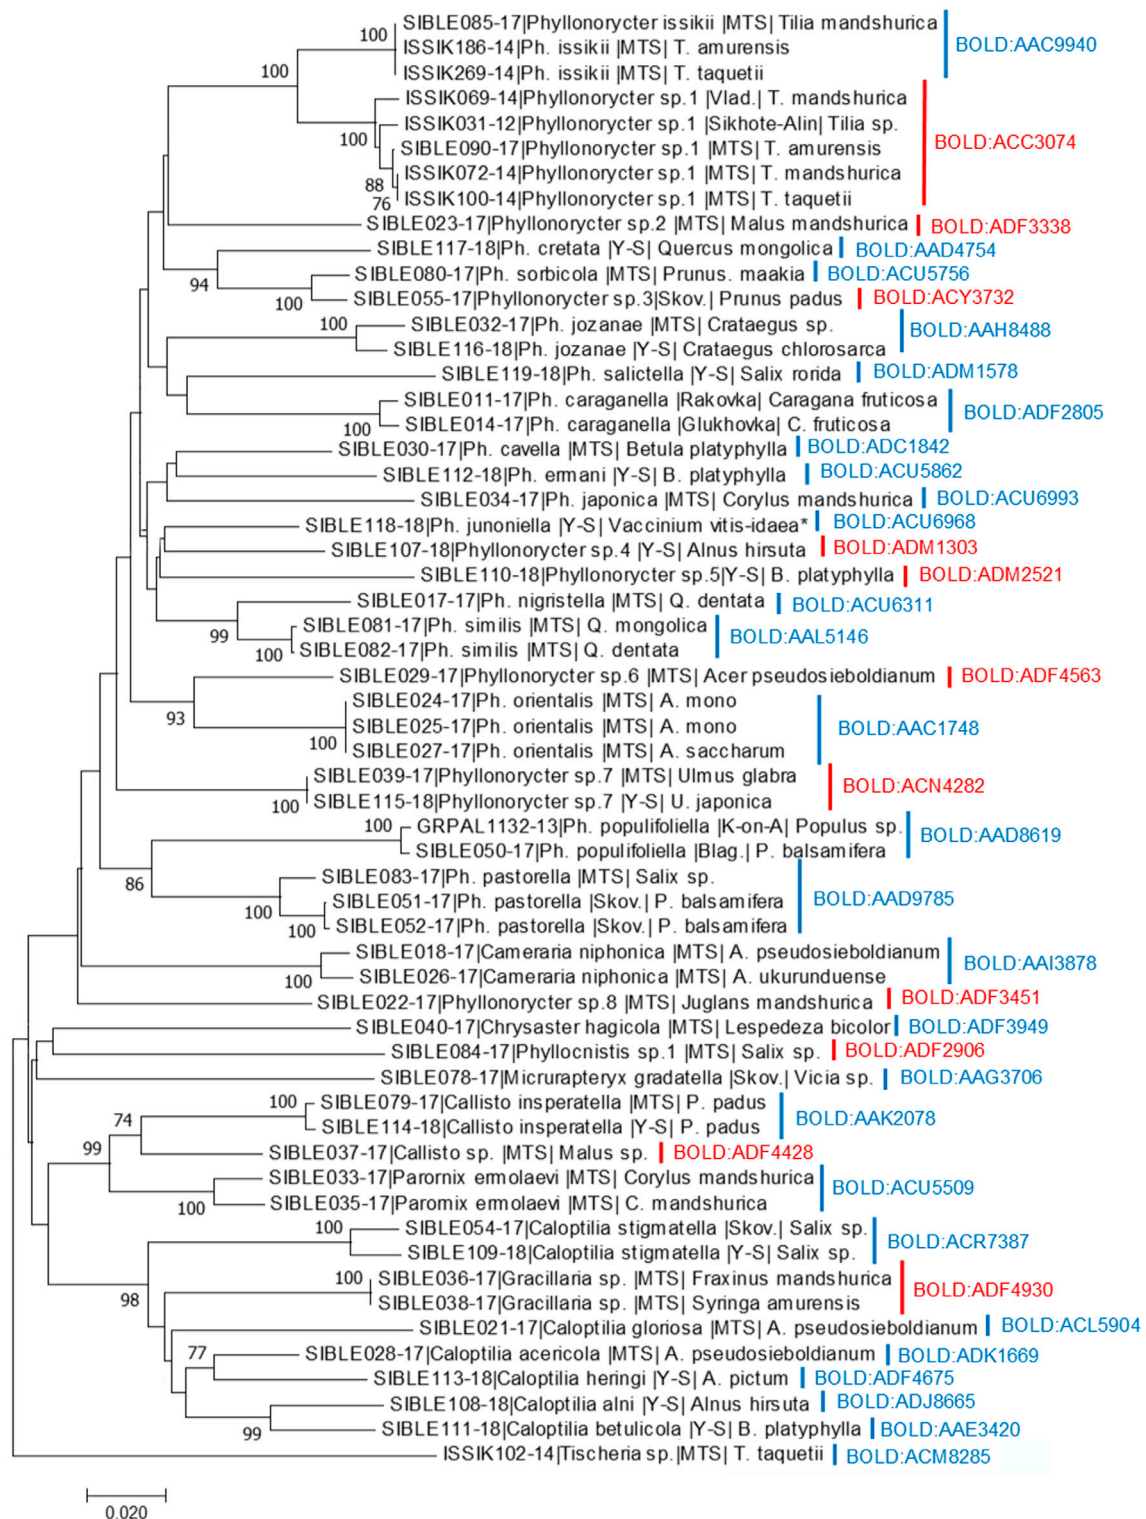 SIBLE085-17|Phyllonorycter issikii |MTS| Tilia mandshurica
100
ISSIK186-14|Ph. issikii |MTS| T. amurensis
BOLD:AAC9940
ISSIK269-14|Ph. issikii |MTS| T. taquetii
100
ISSIK069-14|Phyllonorycter sp.1 |Vlad.| T. mandshurica
ISSIK031-12|Phyllonorycter sp.1 |Sikhote-Alin| Tilia sp.
100
SIBLE090-17|Phyllonorycter sp.1 |MTS| T. amurensis
BOLD:ACC3074
ISSIK072-14|Phyllonorycter sp.1 |MTS| T. mandshurica
88
ISSIK100-14|Phyllonorycter sp.1 |MTS| T. taquetii
76
SIBLE023-17|Phyllonorycter sp.2 |MTS| Malus mandshurica
BOLD:ADF3338
SIBLE117-18|Ph. cretata |Y-S| Quercus mongolica
BOLD:AAD4754
94
SIBLE080-17|Ph. sorbicola |MTS| Prunus. maakia
BOLD:ACU5756
100
SIBLE055-17|Phyllonorycter sp.3|Skov.| Prunus padus
BOLD:ACY3732
100
SIBLE032-17|Ph. jozanae |MTS| Crataegus sp.
BOLD:AAH8488
SIBLE116-18|Ph. jozanae |Y-S| Crataegus chlorosarca
SIBLE119-18|Ph. salictella |Y-S| Salix rorida
BOLD:ADM1578
SIBLE011-17|Ph. caraganella |Rakovka| Caragana fruticosa
BOLD:ADF2805
100
SIBLE014-17|Ph. caraganella |Glukhovka| C. fruticosa
SIBLE030-17|Ph. cavella |MTS| Betula platyphylla
BOLD:ADC1842
SIBLE112-18|Ph. ermani |Y-S| B. platyphylla
BOLD:ACU5862
SIBLE034-17|Ph. japonica |MTS| Corylus mandshurica
BOLD:ACU6993
SIBLE118-18|Ph. junoniella |Y-S| Vaccinium vitis-idaea*
BOLD:ACU6968
SIBLE107-18|Phyllonorycter sp.4 |Y-S| Alnus hirsuta
BOLD:ADM1303
SIBLE110-18|Phyllonorycter sp.5|Y-S| B. platyphylla
BOLD:ADM2521
SIBLE017-17|Ph. nigristella |MTS| Q. dentata
BOLD:ACU6311
99
SIBLE081-17|Ph. similis |MTS| Q. mongolica
BOLD:AAL5146
100
SIBLE082-17|Ph. similis |MTS| Q. dentata
SIBLE029-17|Phyllonorycter sp.6 |MTS| Acer pseudosieboldianum
BOLD:ADF4563
93
SIBLE024-17|Ph. orientalis |MTS| A. mono
SIBLE025-17|Ph. orientalis |MTS| A. mono
BOLD:AAC1748
100
SIBLE027-17|Ph. orientalis |MTS| A. saccharum
SIBLE039-17|Phyllonorycter sp.7 |MTS| Ulmus glabra
BOLD:ACN4282
100
SIBLE115-18|Phyllonorycter sp.7 |Y-S| U. japonica
100
GRPAL1132-13|Ph. populifoliella |K-on-A| Populus sp.
BOLD:AAD8619
SIBLE050-17|Ph. populifoliella |Blag.| P. balsamifera
86
SIBLE083-17|Ph. pastorella |MTS| Salix sp.
100
SIBLE051-17|Ph. pastorella |Skov.| P. balsamifera
BOLD:AAD9785
100
SIBLE052-17|Ph. pastorella |Skov.| P. balsamifera
SIBLE018-17|Cameraria niphonica |MTS| A. pseudosieboldianum
BOLD:AAI3878
100
SIBLE026-17|Cameraria niphonica |MTS| A. ukurunduense
SIBLE022-17|Phyllonorycter sp.8 |MTS| Juglans mandshurica
BOLD:ADF3451
SIBLE040-17|Chrysaster hagicola |MTS| Lespedeza bicolor
BOLD:ADF3949
SIBLE084-17|Phyllocnistis sp.1 |MTS| Salix sp.
BOLD:ADF2906
SIBLE078-17|Micrurapteryx gradatella |Skov.| Vicia sp.
BOLD:AAG3706
100
SIBLE079-17|Callisto insperatella |MTS| P. padus
BOLD:AAK2078
74
SIBLE114-18|Callisto insperatella |Y-S| P. padus
99
SIBLE037-17|Callisto sp. |MTS| Malus sp.
BOLD:ADF4428
SIBLE033-17|Parornix ermolaevi |MTS| Corylus mandshurica
BOLD:ACU5509
100
SIBLE035-17|Parornix ermolaevi |MTS| C. mandshurica
100
SIBLE054-17|Caloptilia stigmatella |Skov.| Salix sp.
BOLD:ACR7387
SIBLE109-18|Caloptilia stigmatella |Y-S| Salix sp.
100
SIBLE036-17|Gracillaria sp. |MTS| Fraxinus mandshurica
BOLD:ADF4930
98
SIBLE038-17|Gracillaria sp. |MTS| Syringa amurensis
SIBLE021-17|Caloptilia gloriosa |MTS| A. pseudosieboldianum
BOLD:ACL5904
77
SIBLE028-17|Caloptilia acericola |MTS| A. pseudosieboldianum
BOLD:ADK1669
SIBLE113-18|Caloptilia heringi |Y-S| A. pictum
BOLD:ADF4675
SIBLE108-18|Caloptilia alni |Y-S| Alnus hirsuta
BOLD:ADJ8665
99
SIBLE111-18|Caloptilia betulicola |Y-S| B. platyphylla
BOLD:AAE3420
ISSIK102-14|Tischeria sp.|MTS| T. taquetii
BOLD:ACM8285
0.020